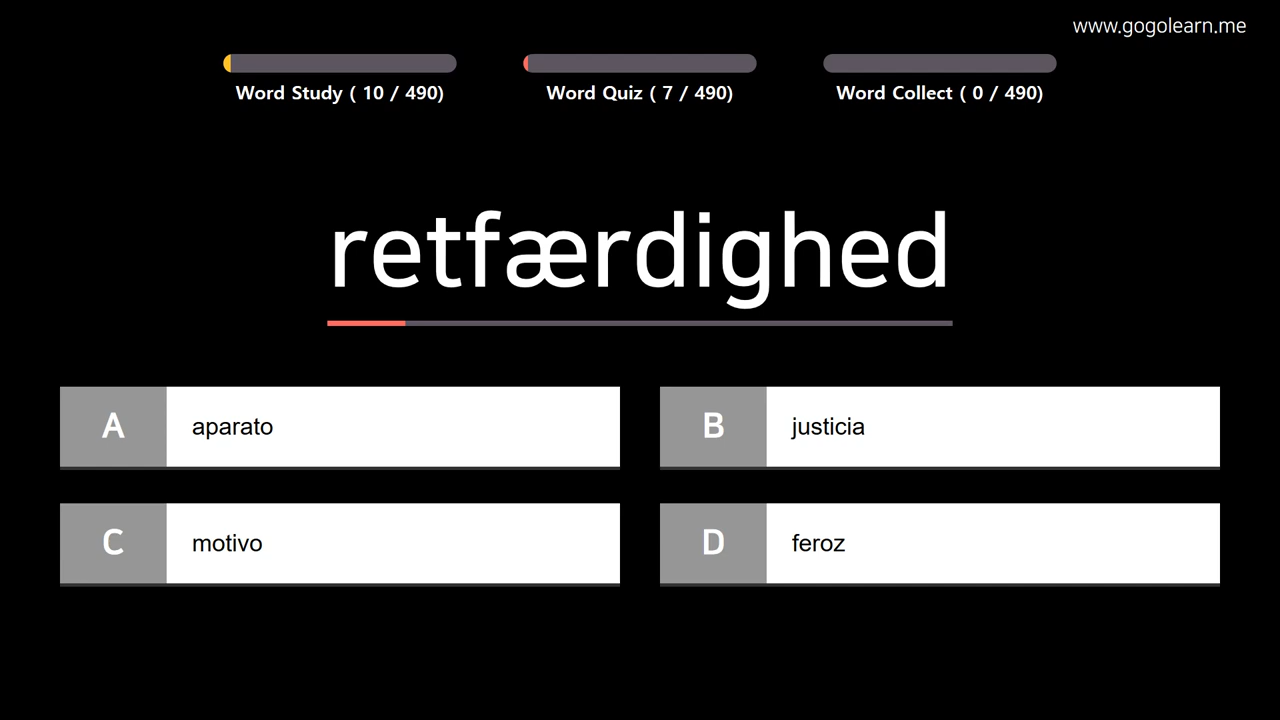 www.gogolearn.me
Word Study ( 10 / 490)
Word Quiz ( 7 / 490)
Word Collect ( 0 / 490)
retfærdighed
A
aparato
B
justicia
C
motivo
D
feroz